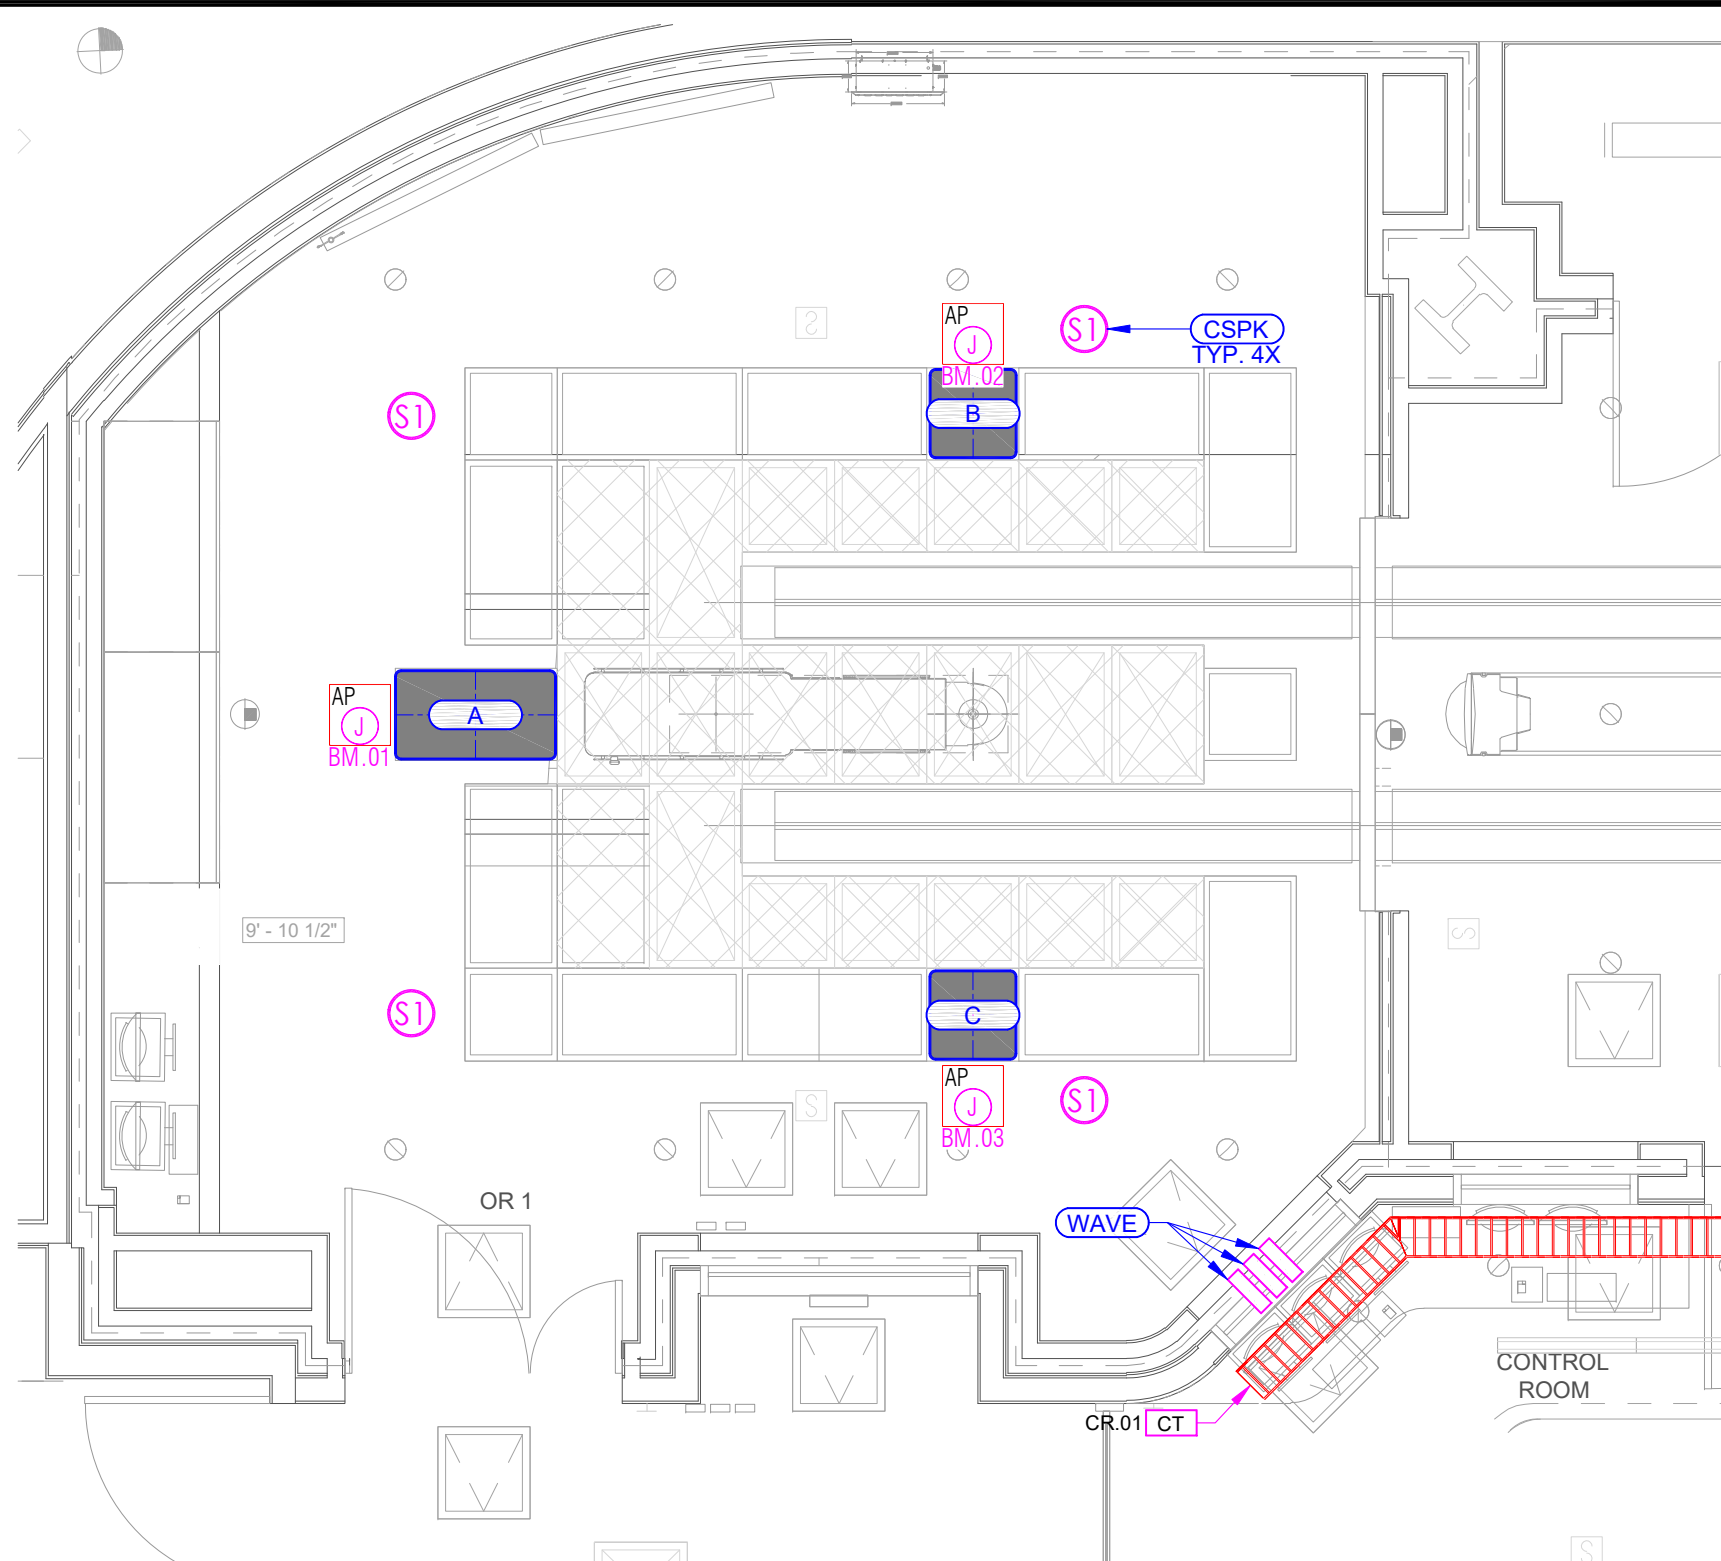 AP
J
BM.02
S1
CSPK
TYP. 4X
S
S1
B
AP
J
BM.01
A
9' - 10 1/2"
S
S1
C
AP
J
BM.03
S1
S
OR 1
WAVE
CONTROL
ROOM
CR.01
CT
S